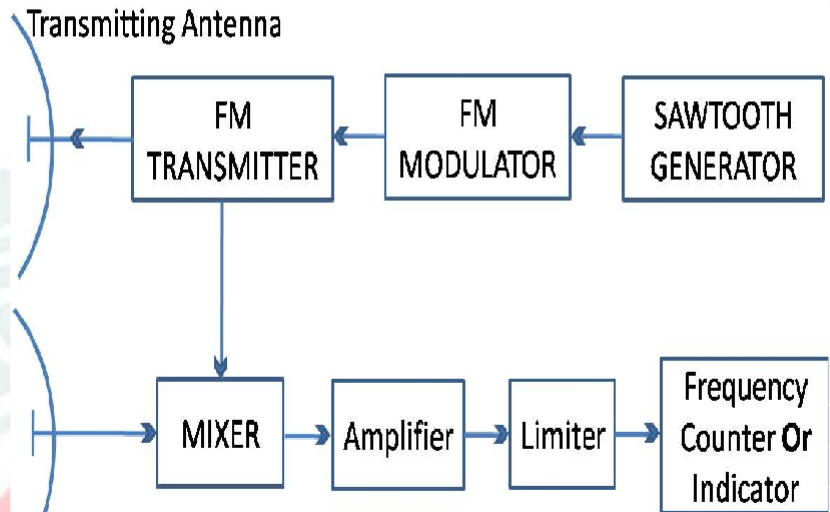 Transmitting Antenna
FM
TRANSMITTER
FM
MODULATOR
SAWTOOTH
GENERATOR
MIXER
Amplifier
Limiter
Frequency
Counter Or
Indicator